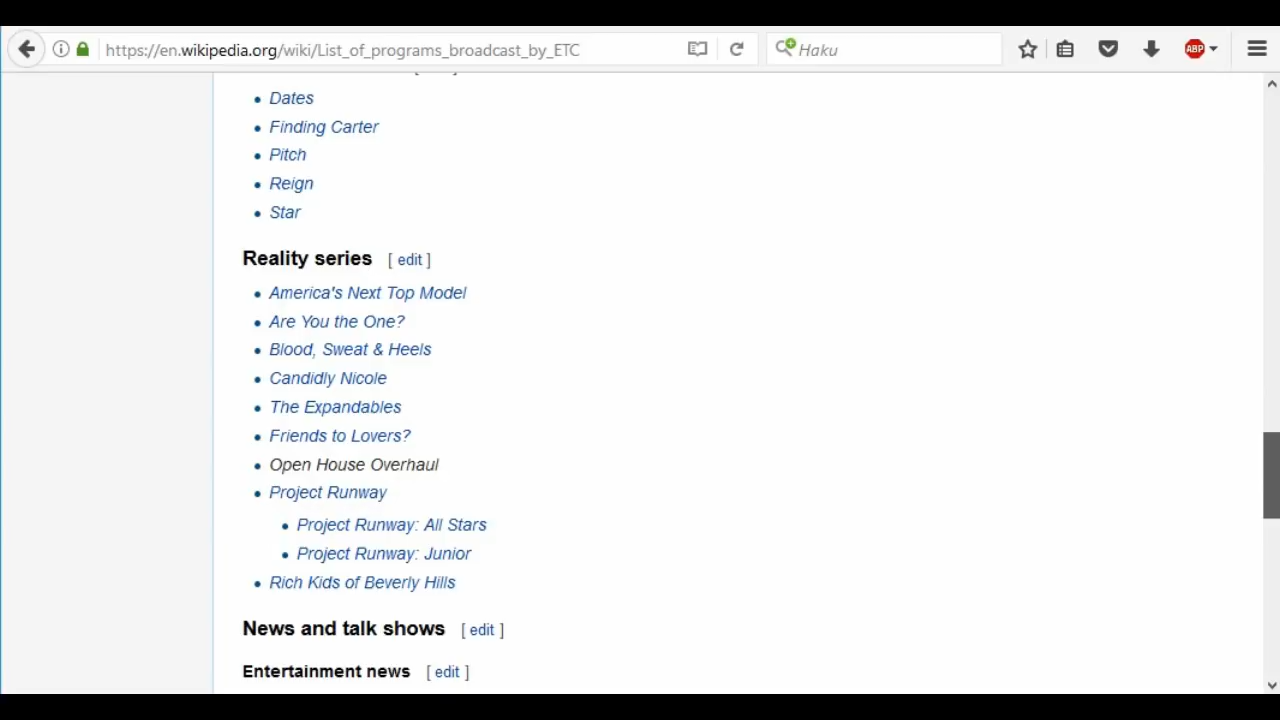 https://en.wikipedia.org/wiki/List_of_programs_broadcast_by_ETC
Haku
ABP
Dates
Finding Carter
Pitch
Reign
Star
Reality series [ edit ]
America's Next Top Model
Are You the One?
Blood, Sweat & Heels
Candidly Nicole
The Expandables
Friends to Lovers?
Open House Overhaul
Project Runway
Project Runway: All Stars
Project Runway: Junior
Rich Kids of Beverly Hills
News and talk shows [ edit ]
Entertainment news [ edit ]